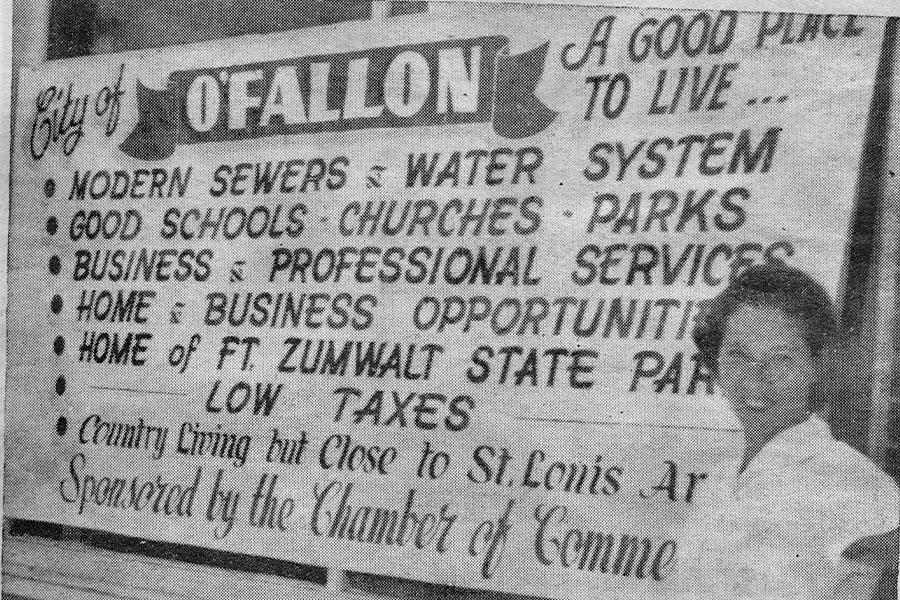 City of O'FALLON A GOOD PLACE
TO LIVE...
• MODERN SEWERS & WATER SYSTEM
• GOOD SCHOOLS - CHURCHES - PARKS
• BUSINESS & PROFESSIONAL SERVICES
• HOME & BUSINESS OPPORTUNITI
• HOME of FT. ZUMWALT STATE PAR
• LOW TAXES
• Country Living but Close to St. Louis Ar
Sponsored by the Chamber of Comme